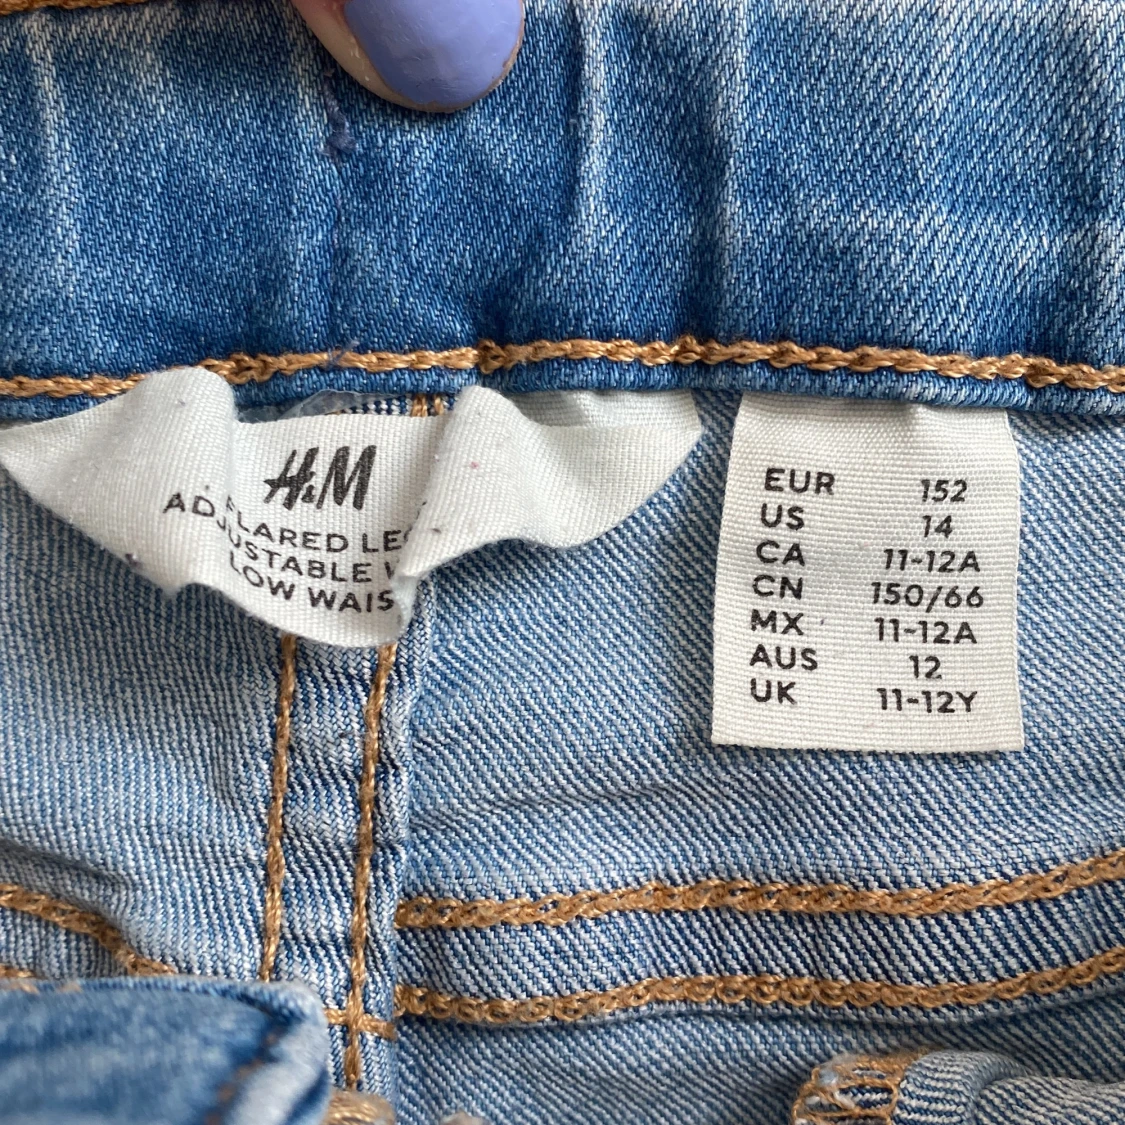 H&M
FLARED LEG
ADJUSTABLE
LOW WAIS
EUR 152
US 14
CA 11-12A
CN 150/66
MX 11-12A
AUS 12
UK 11-12Y